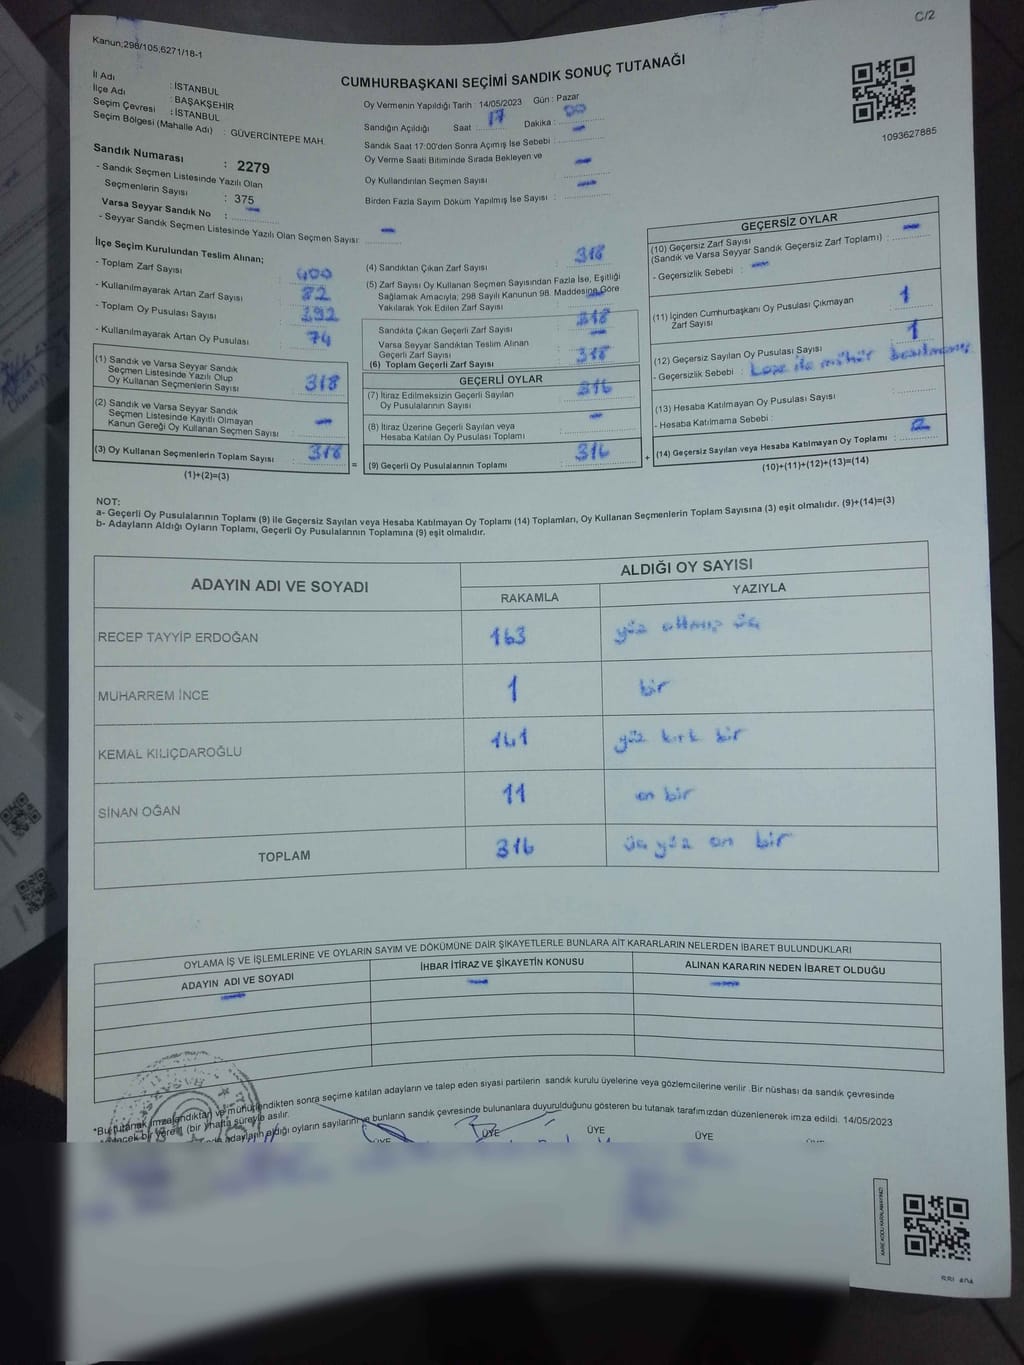 C/2
Kanun;298/105,6271/18-1
CUMHURBAŞKANI SEÇİMİ SANDIK SONUÇ TUTANAĞI
İl Adı : İSTANBUL
İlçe Adı : BAŞAKŞEHİR
Seçim Çevresi : İSTANBUL
Seçim Bölgesi (Mahalle Adı) : GÜVERCİNTEPE MAH.
Sandık Numarası : 2279
- Sandık Seçmen Listesinde Yazılı Olan
Seçmenlerin Sayısı : 375
Varsa Seyyar Sandık No : -
- Seyyar Sandık Seçmen Listesinde Yazılı Olan Seçmen Sayısı: -
Oy Vermenin Yapıldığı Tarih : 14/05/2023 Gün : Pazar
Sandığın Açıldığı Saat 17 Dakika : 00
Sandık Saat 17:00'den Sonra Açımış İse Sebebi : -
Oy Verme Saati Bitiminde Sırada Bekleyen ve
Oy Kullandırılan Seçmen Sayısı -
Birden Fazla Sayım Döküm Yapılmış İse Sayısı : -
1093627885
İlçe Seçim Kurulundan Teslim Alınan;
- Toplam Zarf Sayısı : 400
- Kullanılmayarak Artan Zarf Sayısı : 82
- Toplam Oy Pusulası Sayısı : 392
- Kullanılmayarak Artan Oy Pusulası : 74
(1) Sandık ve Varsa Seyyar Sandık
Seçmen Listesinde Yazılı Olup
Oy Kullanan Seçmenlerin Sayısı : 318
(2) Sandık ve Varsa Seyyar Sandık
Seçmen Listesinde Kayıtlı Olmayan
Kanun Gereği Oy Kullanan Seçmen Sayısı : -
(3) Oy Kullanan Seçmenlerin Toplam Sayısı : 318
(1)+(2)=(3)
=
(4) Sandıktan Çıkan Zarf Sayısı : 318
(5) Zarf Sayısı Oy Kullanan Seçmen Sayısından Fazla İse, Eşitliği
Sağlamak Amacıyla; 298 Sayılı Kanunun 98. Maddesine Göre
Yakılarak Yok Edilen Zarf Sayısı : -
Sandıkta Çıkan Geçerli Zarf Sayısı : 318
Varsa Seyyar Sandıktan Teslim Alınan
Geçerli Zarf Sayısı : -
(6) Toplam Geçerli Zarf Sayısı : 318
GEÇERLİ OYLAR
(7) İtiraz Edilmeksizin Geçerli Sayılan
Oy Pusulalarının Sayısı : 316
(8) İtiraz Üzerine Geçerli Sayılan veya
Hesaba Katılan Oy Pusulası Toplamı : -
(9) Geçerli Oy Pusulalarının Toplamı : 316
+
GEÇERSİZ OYLAR
(10) Geçersiz Zarf Sayısı
(Sandık ve Varsa Seyyar Sandık Geçersiz Zarf Toplamı) : -
- Geçersizlik Sebebi : -
(11) İçinden Cumhurbaşkanı Oy Pusulası Çıkmayan
Zarf Sayısı : 1
(12) Geçersiz Sayılan Oy Pusulası Sayısı : 1
- Geçersizlik Sebebi :
(13) Hesaba Katılmayan Oy Pusulası Sayısı :
- Hesaba Katılmama Sebebi :
(14) Geçersiz Sayılan veya Hesaba Katılmayan Oy Toplamı : 2
(10)+(11)+(12)+(13)=(14)
NOT:
a- Geçerli Oy Pusulalarının Toplamı (9) ile Geçersiz Sayılan veya Hesaba Katılmayan Oy Toplamı (14) Toplamları, Oy Kullanan Seçmenlerin Toplam Sayısına (3) eşit olmalıdır. (9)+(14)=(3)
b- Adayların Aldığı Oyların Toplamı, Geçerli Oy Pusulalarının Toplamına (9) eşit olmalıdır.
ADAYIN ADI VE SOYADI
ALDIĞI OY SAYISI
RAKAMLA YAZIYLA
RECEP TAYYİP ERDOĞAN 163 yüz altmış üç
MUHARREM İNCE 1 bir
KEMAL KILIÇDAROĞLU 141 yüz kırk bir
SİNAN OĞAN 11 on bir
TOPLAM 316 üç yüz on bir
OYLAMA İŞ VE İŞLEMLERİNE VE OYLARIN SAYIM VE DÖKÜMÜNE DAİR ŞİKAYETLERLE BUNLARA AİT KARARLARIN NELERDEN İBARET BULUNDUKLARI
ADAYIN ADI VE SOYADI İHBAR İTİRAZ VE ŞİKAYETİN KONUSU ALINAN KARARIN NEDEN İBARET OLDUĞU
- - -
*Bu tutanak imzalandıktan ve mühürlendikten sonra seçime katılan adayların ve talep eden siyasi partilerin sandık kurulu üyelerine veya gözlemcilerine verilir .Bir nüshası da sandık çevresinde
bir yere (bir) hafta süreyle asılır.
adayların aldığı oyların sayılarını ve bunların sandık çevresinde bulunanlara duyurulduğunu gösteren bu tutanak tarafımızdan düzenlenerek imza edildi. 14/05/2023
ÜYE ÜYE ÜYE ÜYE